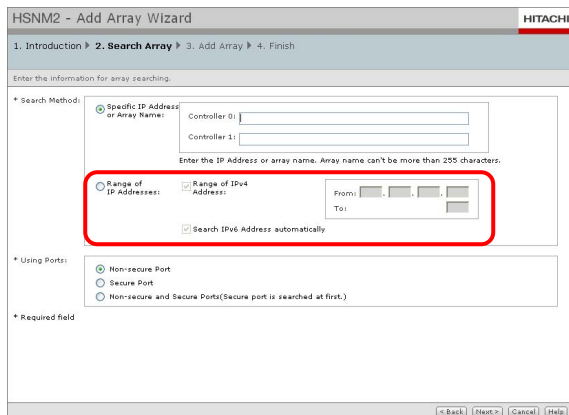 HSNM2 - Add Array Wizard
HITACHI
1. Introduction 2. Search Array 3. Add Array 4. Finish
Enter the information for array searching.
* Search Method:
Specific IP Address or Array Name:
Controller 0:
Controller 1:
Enter the IP Address or array name. Array name can't be more than 255 characters.
Range of IP Addresses:
Range of IPv4 Address:
From: . . .
To:
Search IPv6 Address automatically
* Using Ports:
Non-secure Port
Secure Port
Non-secure and Secure Ports(Secure port is searched at first.)
* Required field
< Back Next > Cancel Help